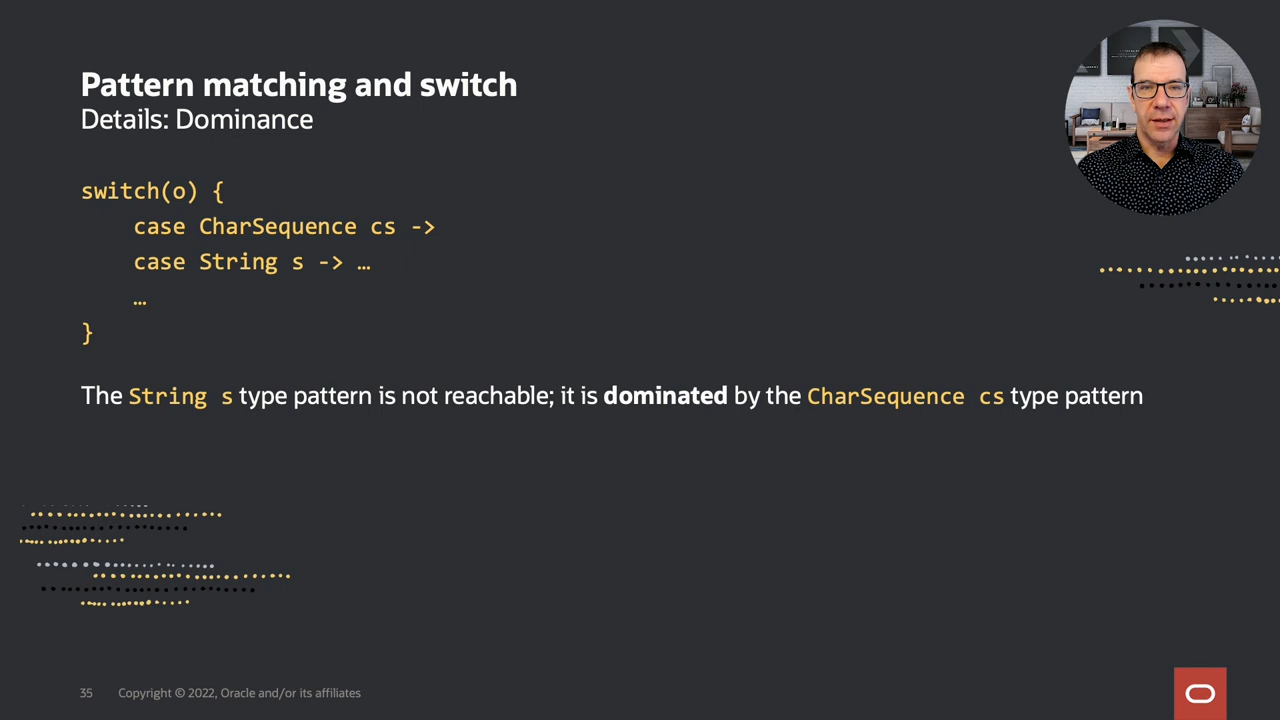 Pattern matching and switch
Details: Dominance
switch(o) {
case CharSequence cs ->
case String s -> …
…
}
The String s type pattern is not reachable; it is dominated by the CharSequence cs type pattern
35 Copyright © 2022, Oracle and/or its affiliates